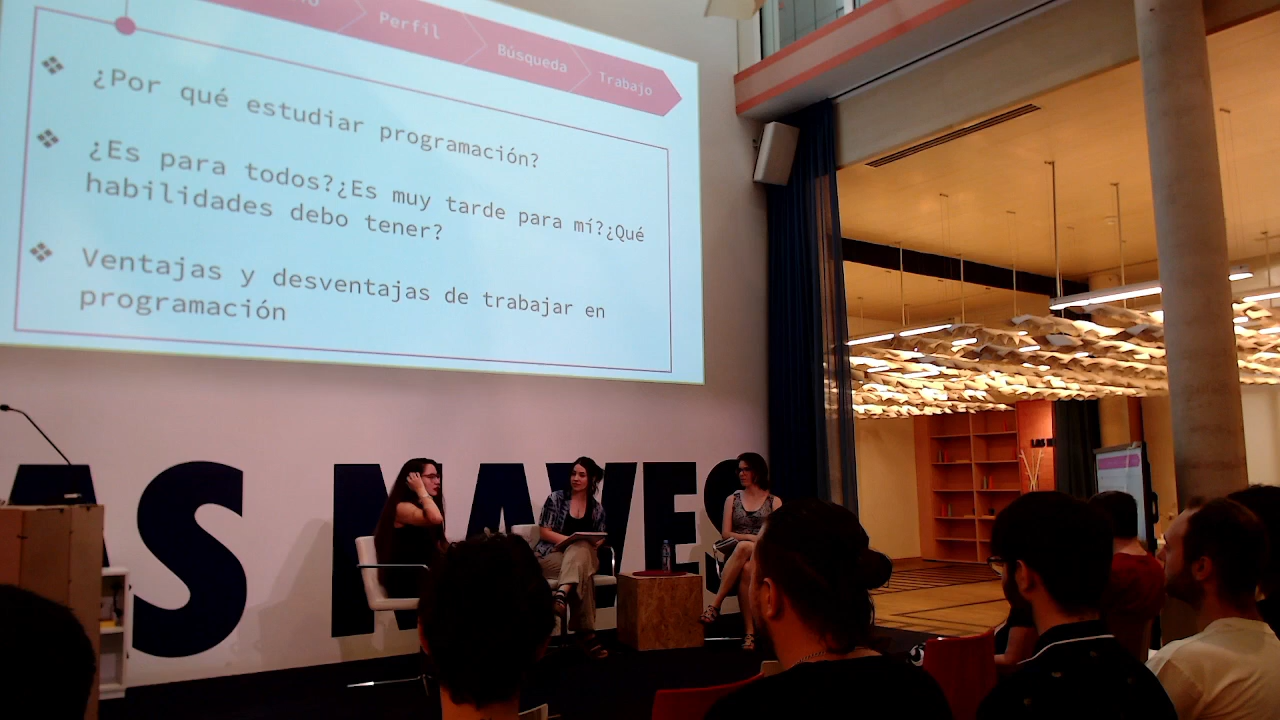 Perfil
Búsqueda
Trabajo
¿Por qué estudiar programación?
¿Es para todos?¿Es muy tarde para mí?¿Qué
habilidades debo tener?
Ventajas y desventajas de trabajar en
programación
AS NAVES